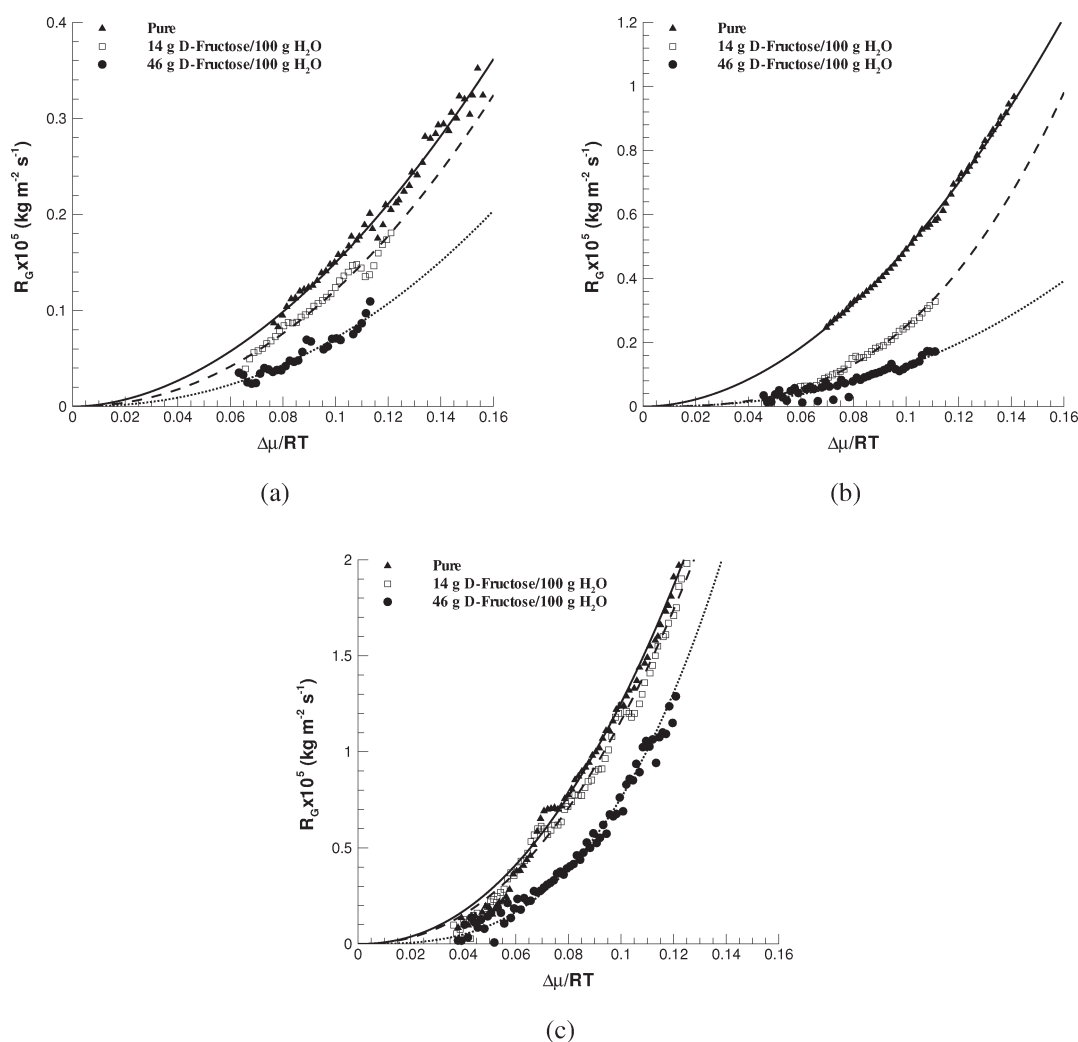 0.4
0.3
0.2
0.1
0
R_G x10^5 (kg m^-2 s^-1)
Pure
14 g D-Fructose/100 g H_2O
46 g D-Fructose/100 g H_2O
0 0.02 0.04 0.06 0.08 0.1 0.12 0.14 0.16
Δμ/RT
(a)
1.2
1
0.8
0.6
0.4
0.2
0
R_G x10^5 (kg m^-2 s^-1)
Pure
14 g D-Fructose/100 g H_2O
46 g D-Fructose/100 g H_2O
0 0.02 0.04 0.06 0.08 0.1 0.12 0.14 0.16
Δμ/RT
(b)
2
1.5
1
0.5
0
R_G x10^5 (kg m^-2 s^-1)
Pure
14 g D-Fructose/100 g H_2O
46 g D-Fructose/100 g H_2O
0 0.02 0.04 0.06 0.08 0.1 0.12 0.14 0.16
Δμ/RT
(c)